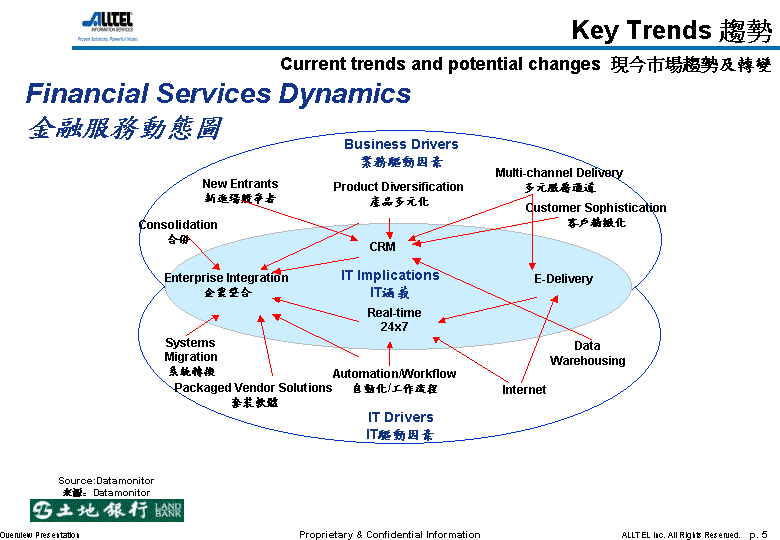 ALLTEL
INFORMATION SERVICES
Proven Solutions. Powerful Vision.
Key Trends 趨勢
Current trends and potential changes 現今市場趨勢及轉變
Financial Services Dynamics
金融服務動態圖
Business Drivers
業務驅動因素
New Entrants
新進場競爭者
Product Diversification
產品多元化
Multi-channel Delivery
多元服務通道
Customer Sophistication
客戶精緻化
Consolidation
合併
CRM
Enterprise Integration
企業整合
IT Implications
IT涵義
E-Delivery
Real-time
24x7
Systems
Migration
系統轉換
Data
Warehousing
Packaged Vendor Solutions
套裝軟體
Automation/Workflow
自動化/工作流程
Internet
IT Drivers
IT驅動因素
Source:Datamonitor
來源：Datamonitor
土地銀行 LAND BANK
Overview Presentation
Proprietary & Confidential Information
ALLTEL Inc. All Rights Reserved. p. 5